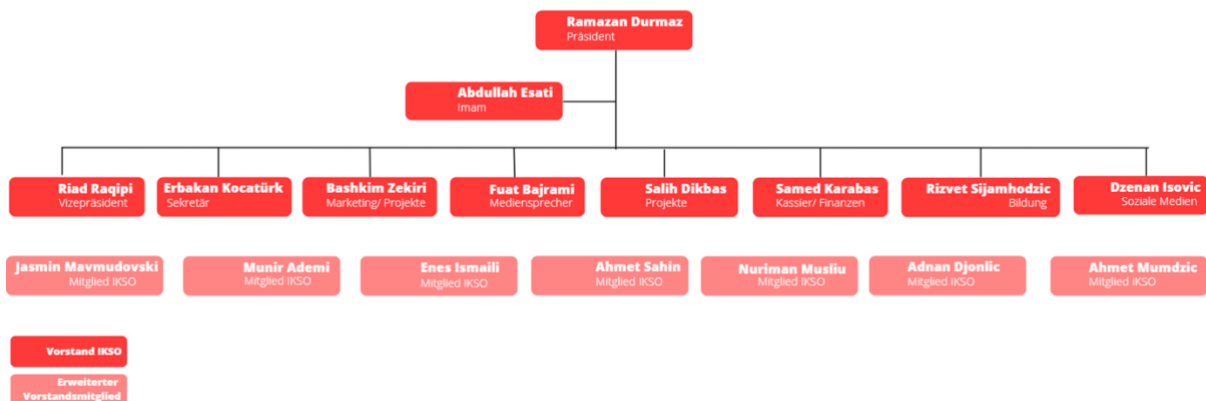 Ramazan Durmaz
Präsident
Abdullah Esati
Imam
Riad Raqipi
Vizepräsident
Erbakan Kocatürk
Sekretär
Bashkim Zekiri
Marketing/ Projekte
Fuat Bajrami
Mediensprecher
Salih Dikbas
Projekte
Samed Karabas
Kassier/ Finanzen
Rizvet Sijamhodzic
Bildung
Dzenan Isovic
Soziale Medien
Jasmin Mavmudovski
Mitglied IKSO
Munir Ademi
Mitglied IKSO
Enes Ismaili
Mitglied IKSO
Ahmet Sahin
Mitglied IKSO
Nuriman Musliu
Mitglied IKSO
Adnan Djonlic
Mitglied IKSO
Ahmet Mumdzic
Mitglied IKSO
Vorstand IKSO
Erweiterter
Vorstandsmitglied